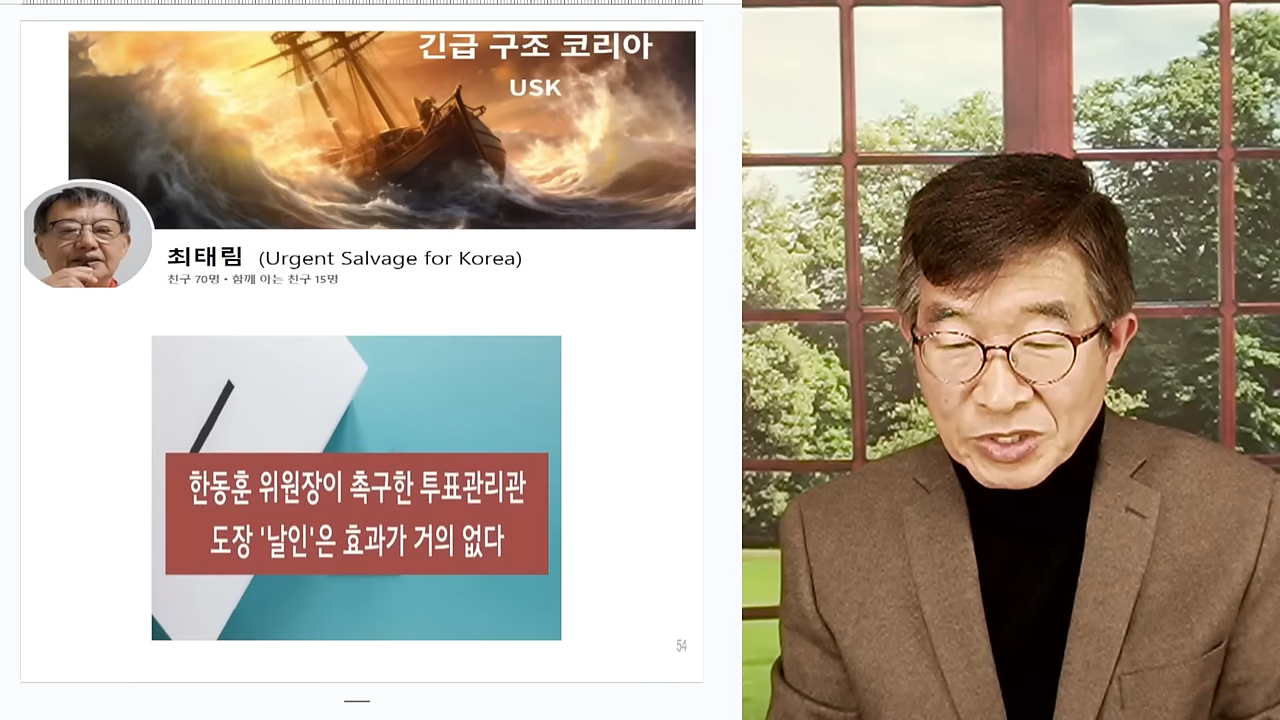 긴급 구조 코리아
USK
최태림 (Urgent Salvage for Korea)
친구 70명 • 함께 아는 친구 15명
한동훈 위원장이 촉구한 투표관리관
도장 '날인'은 효과가 거의 없다
54